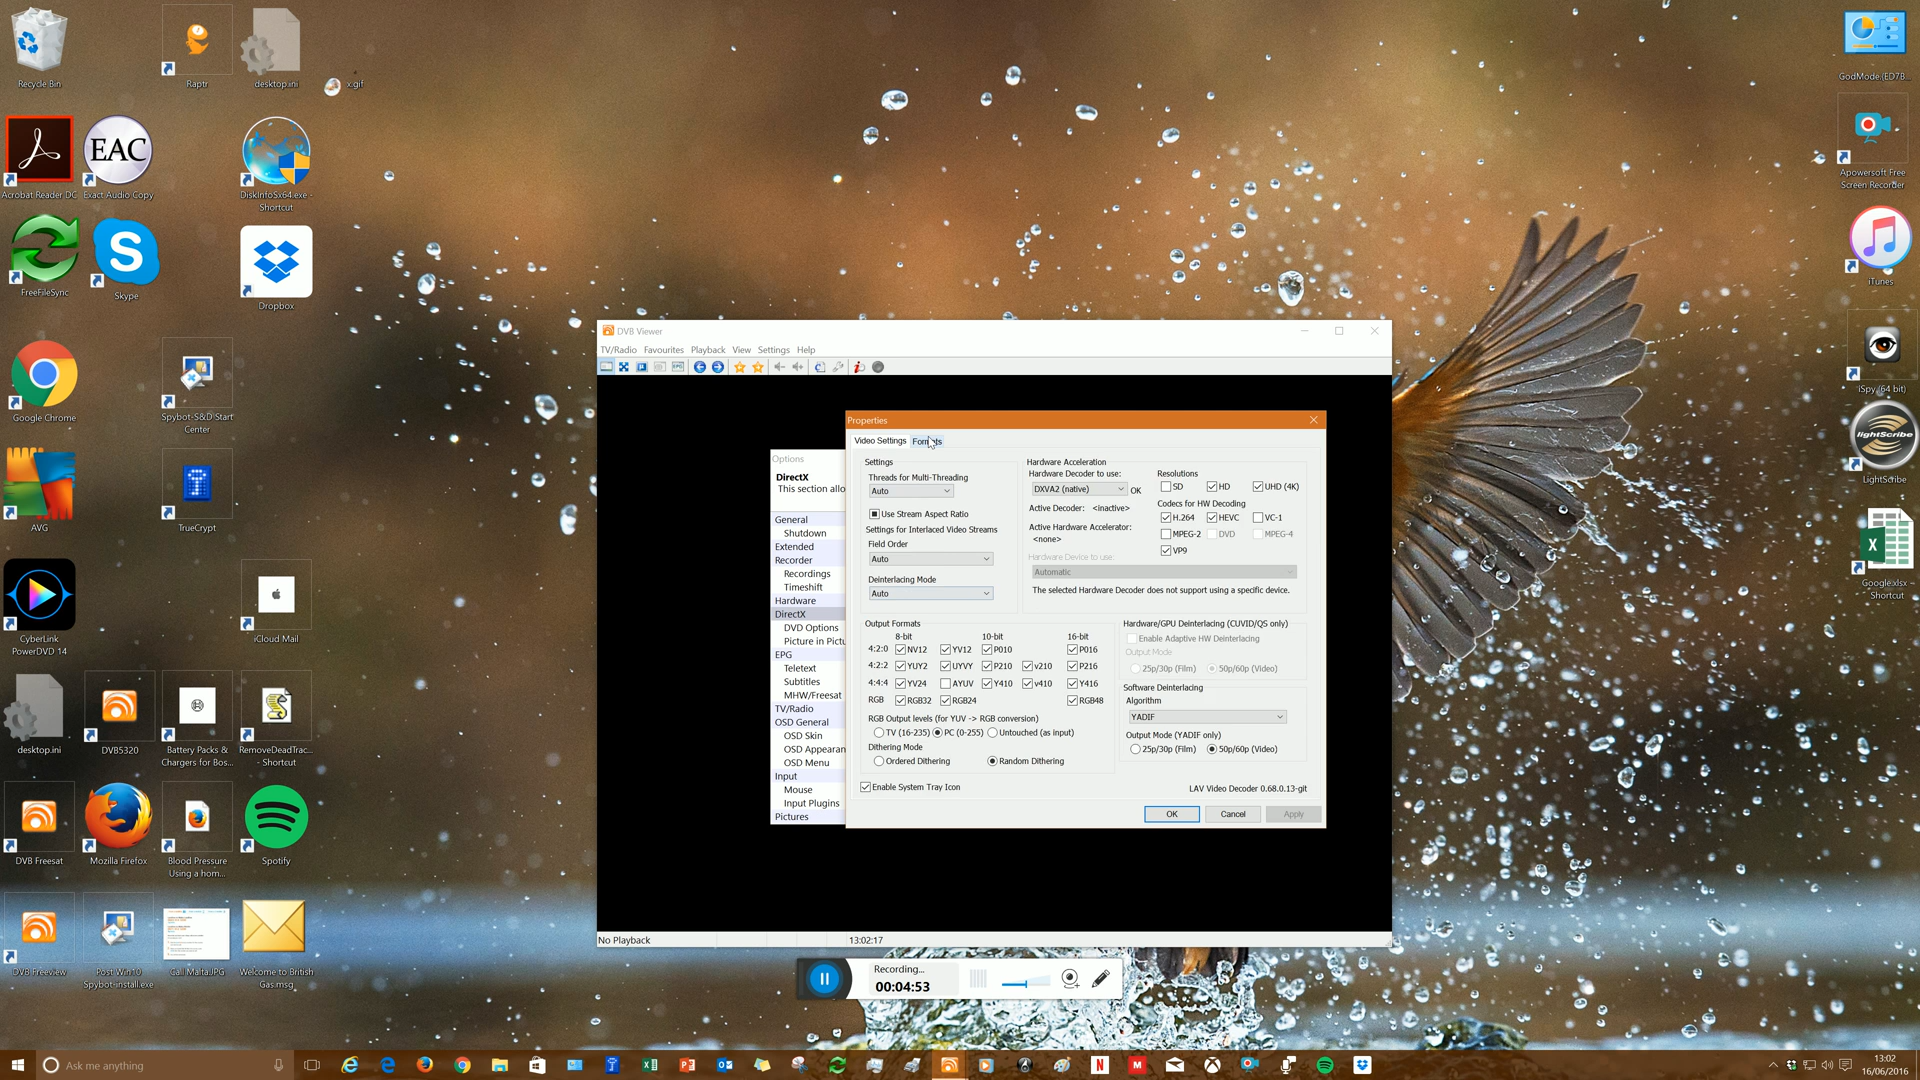 Recycle Bin
Raptr
desktop.ini
x.gif
Acrobat Reader DC
EAC
Exact Audio Copy
DiskInfoSx64.exe -
Shortcut
FreeFileSync
Skype
Dropbox
Google Chrome
Spybot-S&D Start
Center
AVG
TrueCrypt
CyberLink
PowerDVD 14
iCloud Mail
desktop.ini
DVBS320
Battery Packs &
Chargers for Bos...
RemoveDeadTrac...
- Shortcut
DVB Freesat
Mozilla Firefox
Blood Pressure
Using a hom...
Spotify
DVB Freeview
Post Win10
Spybot-install.exe
Call Malta.JPG
Welcome to British
Gas.msg
GodMode.{ED7B...
Apowersoft Free
Screen Recorder
iTunes
iSpy (64 bit)
lightScribe
LightScribe
Google.xlsx -
Shortcut
DVB Viewer
TV/Radio Favourites Playback View Settings Help
Options
DirectX
This section allo
General
Shutdown
Extended
Recorder
Recordings
Timeshift
Hardware
DirectX
DVD Options
Picture in Pictu
EPG
Teletext
Subtitles
MHW/Freesat
TV/Radio
OSD General
OSD Skin
OSD Appearan
OSD Menu
Input
Mouse
Input Plugins
Pictures
Properties
Video Settings Formats
Settings
Threads for Multi-Threading
Auto
Use Stream Aspect Ratio
Settings for Interlaced Video Streams
Field Order
Auto
Deinterlacing Mode
Auto
Hardware Acceleration
Hardware Decoder to use:
DXVA2 (native) OK
Active Decoder: <inactive>
Active Hardware Accelerator:
<none>
Hardware Device to use:
Automatic
The selected Hardware Decoder does not support using a specific device.
Resolutions
SD HD UHD (4K)
Codecs for HW Decoding
H.264 HEVC VC-1
MPEG-2 DVD MPEG-4
VP9
Output Formats
8-bit 10-bit 16-bit
4:2:0 NV12 YV12 P010 P016
4:2:2 YUY2 UYVY P210 v210 P216
4:4:4 YV24 AYUV Y410 v410 Y416
RGB RGB32 RGB24 RGB48
RGB Output levels (for YUV -> RGB conversion)
TV (16-235) PC (0-255) Untouched (as input)
Dithering Mode
Ordered Dithering Random Dithering
Hardware/GPU Deinterlacing (CUVID/QS only)
Enable Adaptive HW Deinterlacing
Output Mode
25p/30p (Film) 50p/60p (Video)
Software Deinterlacing
Algorithm
YADIF
Output Mode (YADIF only)
25p/30p (Film) 50p/60p (Video)
Enable System Tray Icon
LAV Video Decoder 0.68.0.13-git
OK Cancel Apply
No Playback 13:02:17
Recording...
00:04:53
Ask me anything
13:02
16/06/2016